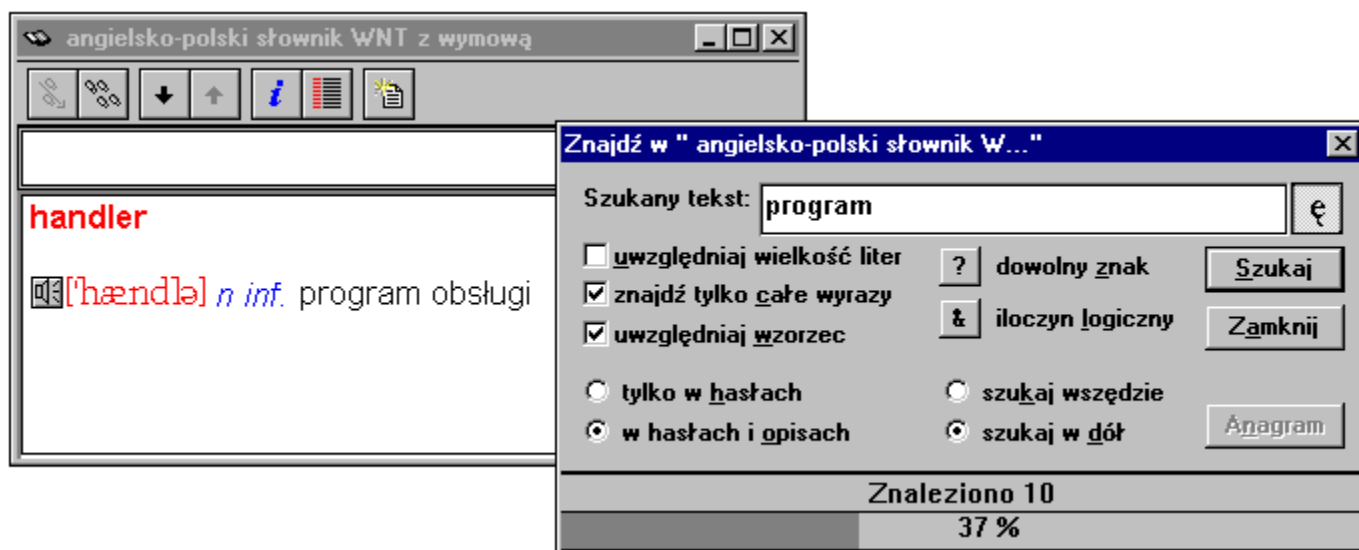 angielsko-polski słownik WNT z wymową
handler
['hændlə] n inf. program obsługi
Znajdź w " angielsko-polski słownik W..."
Szukany tekst: program ę
uwzględniaj wielkość liter
znajdź tylko całe wyrazy
uwzględniaj wzorzec
? dowolny znak
& iloczyn logiczny
Szukaj
Zamknij
tylko w hasłach
w hasłach i opisach
szukaj wszędzie
szukaj w dół
Anagram
Znaleziono 10
37 %